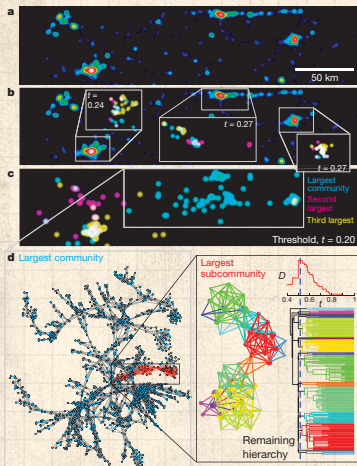 a
50 km
b
t =
0.24
t = 0.27
t = 0.27
c
Largest
community
Second
largest
Third largest
Threshold, t = 0.20
d
Largest community
Largest
subcommunity
D
0.4
0.6
0.8
1
t
Remaining
hierarchy